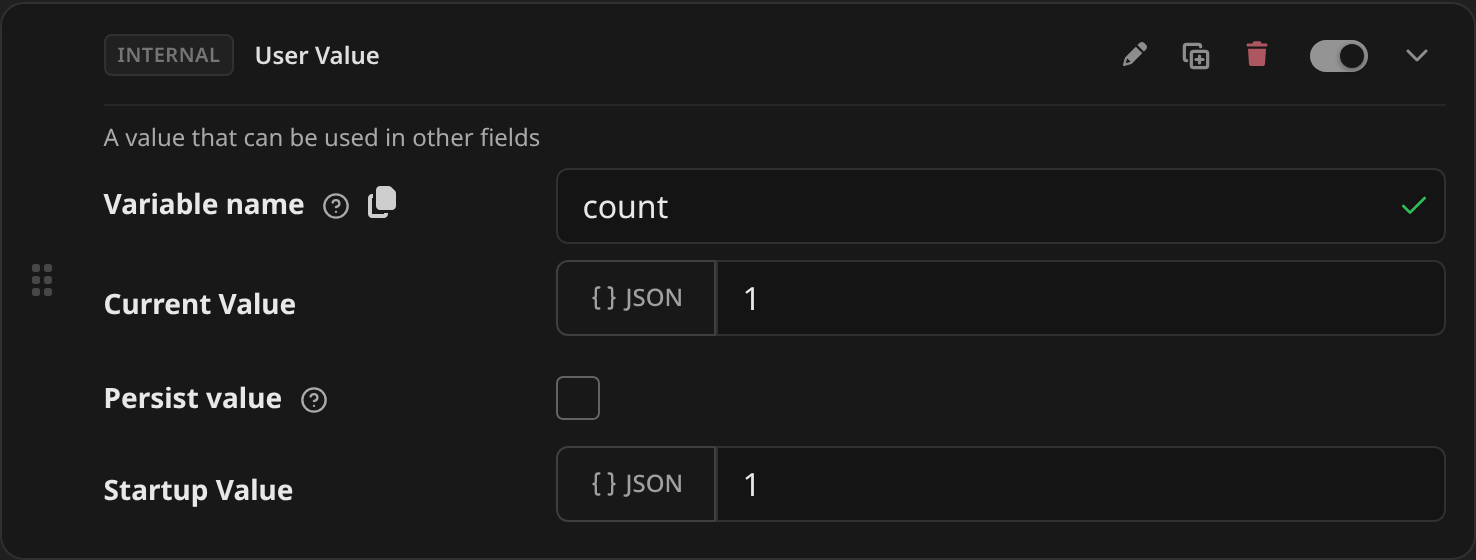 INTERNAL User Value
A value that can be used in other fields
Variable name ? count
Current Value { } JSON 1
Persist value ?
Startup Value { } JSON 1